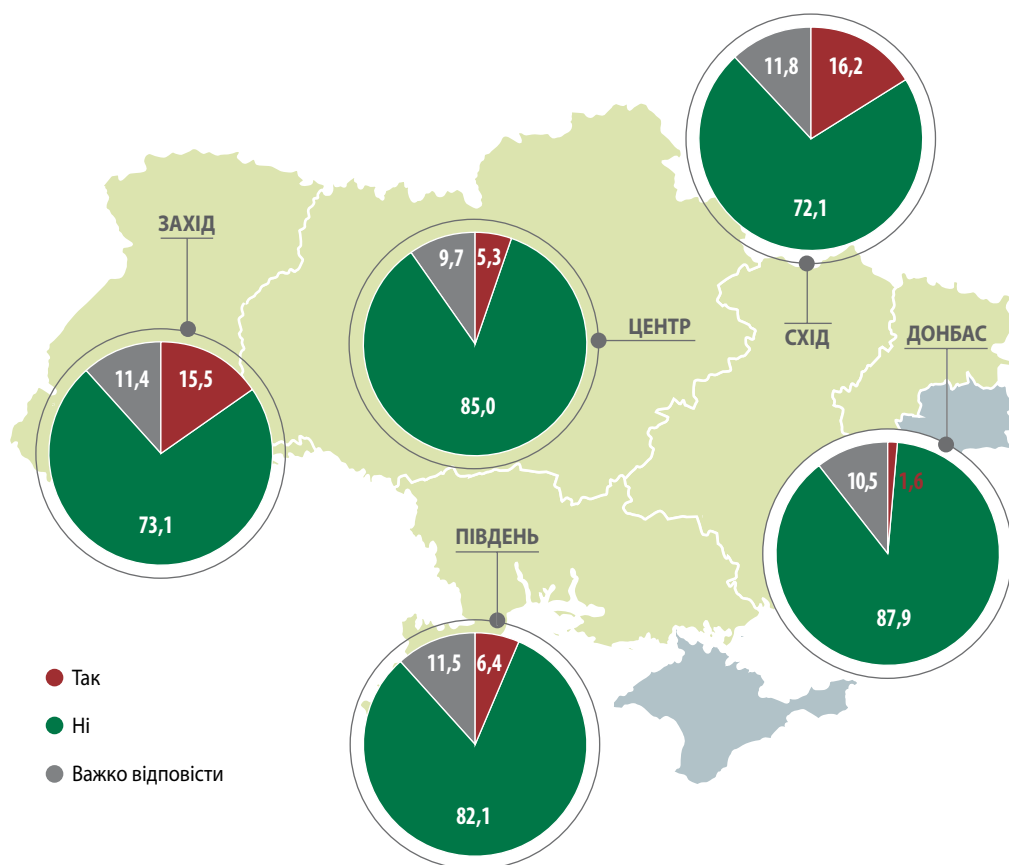 11,8
16,2
72,1
СХІД
ЗАХІД
11,4
15,5
73,1
9,7
5,3
85,0
ЦЕНТР
ДОНБАС
10,5
1,6
87,9
ПІВДЕНЬ
11,5
6,4
82,1
Так
Ні
Важко відповісти